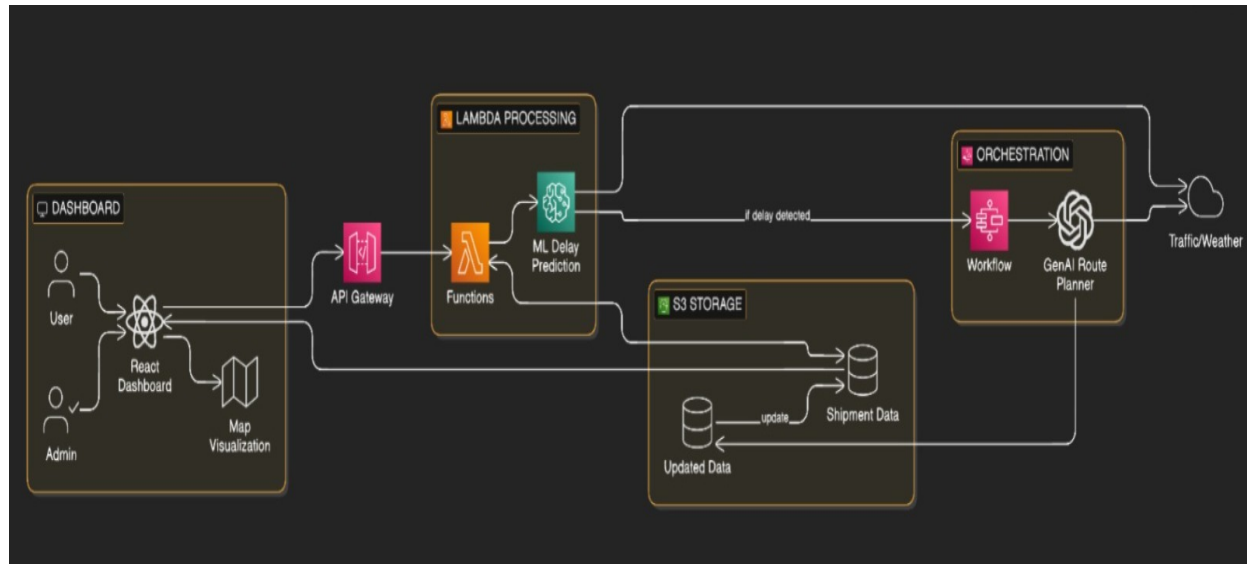 DASHBOARD
User
Admin
React
Dashboard
Map
Visualization
API Gateway
LAMBDA PROCESSING
Functions
ML Delay
Prediction
if delay detected
S3 STORAGE
Updated Data
update
Shipment Data
ORCHESTRATION
Workflow
GenAI Route
Planner
Traffic/Weather